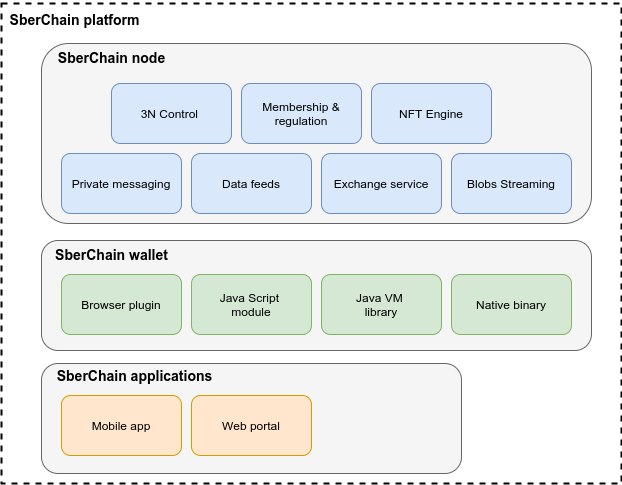 SberChain platform
SberChain node
3N Control
Membership &
regulation
NFT Engine
Private messaging
Data feeds
Exchange service
Blobs Streaming
SberChain wallet
Browser plugin
Java Script
module
Java VM
library
Native binary
SberChain applications
Mobile app
Web portal